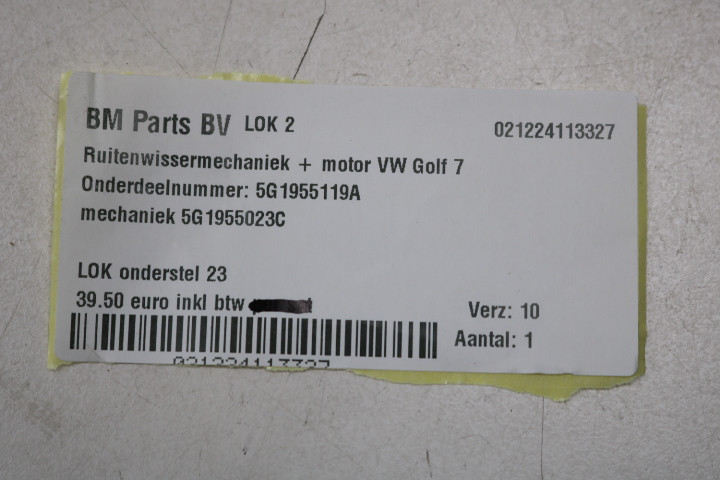 BM Parts BV LOK 2 021224113327
Ruitenwissermechaniek + motor VW Golf 7
Onderdeelnummer: 5G1955119A
mechaniek 5G1955023C
LOK onderstel 23
39.50 euro inkl btw
Verz: 10
Aantal: 1
021224113327